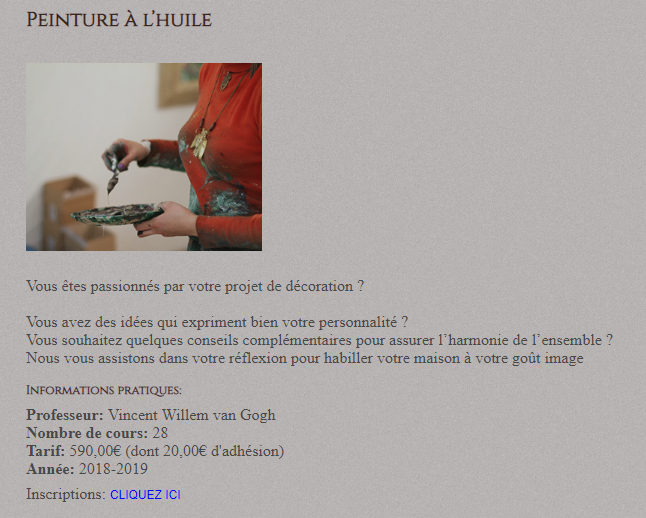 Peinture à l’huile
Vous êtes passionnés par votre projet de décoration ?
Vous avez des idées qui expriment bien votre personnalité ?
Vous souhaitez quelques conseils complémentaires pour assurer l’harmonie de l’ensemble ?
Nous vous assistons dans votre réflexion pour habiller votre maison à votre goût image
Informations pratiques:
Professeur: Vincent Willem van Gogh
Nombre de cours: 28
Tarif: 590,00€ (dont 20,00€ d'adhésion)
Année: 2018-2019
Inscriptions: CLIQUEZ ICI